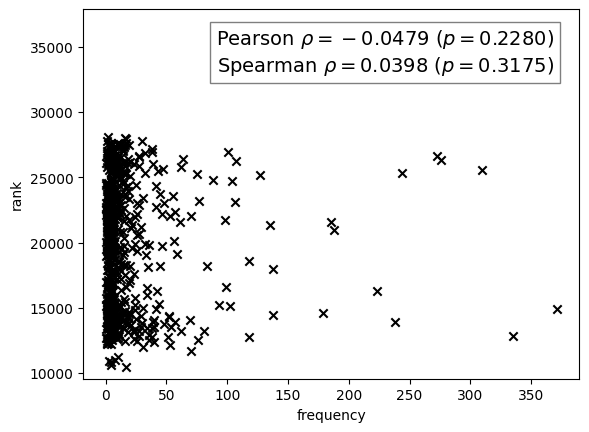 Pearson ρ = −0.0479 (p = 0.2280)
Spearman ρ = 0.0398 (p = 0.3175)
35000
30000
25000
20000
15000
10000
rank
0 50 100 150 200 250 300 350
frequency